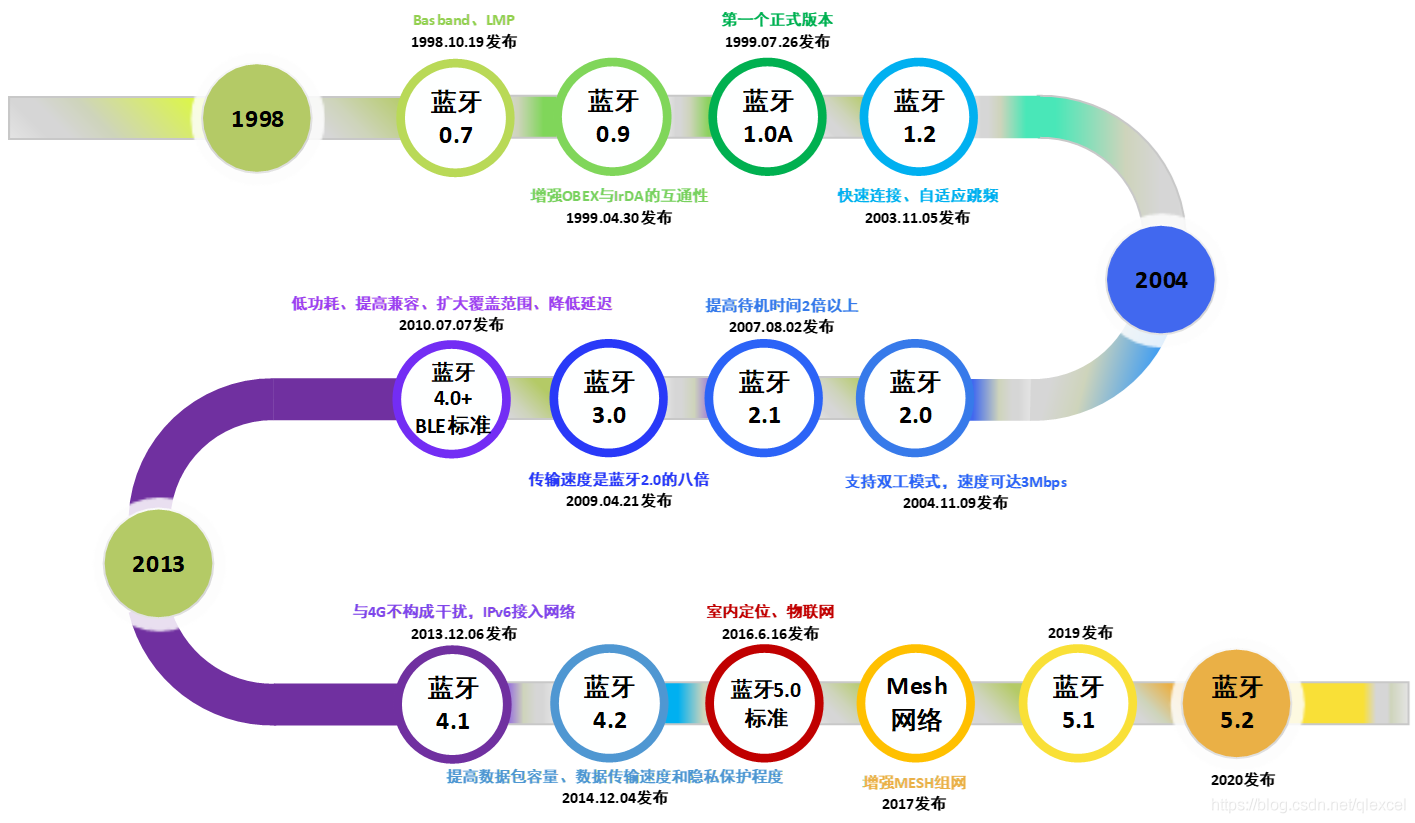 Basband、LMP
1998.10.19发布
第一个正式版本
1999.07.26发布
1998
蓝牙
0.7
蓝牙
0.9
蓝牙
1.0A
蓝牙
1.2
增强OBEX与IrDA的互通性
1999.04.30发布
快速连接、自适应跳频
2003.11.05发布
2004
低功耗、提高兼容、扩大覆盖范围、降低延迟
2010.07.07发布
提高待机时间2倍以上
2007.08.02发布
蓝牙
4.0+
BLE标准
蓝牙
3.0
蓝牙
2.1
蓝牙
2.0
传输速度是蓝牙2.0的八倍
2009.04.21发布
支持双工模式，速度可达3Mbps
2004.11.09发布
2013
与4G不构成干扰，IPv6接入网络
2013.12.06发布
室内定位、物联网
2016.6.16发布
2019发布
蓝牙
4.1
蓝牙
4.2
蓝牙5.0
标准
Mesh
网络
蓝牙
5.1
蓝牙
5.2
提高数据包容量、数据传输速度和隐私保护程度
2014.12.04发布
增强MESH组网
2017发布
2020发布
https://blog.csdn.net/qlexcel